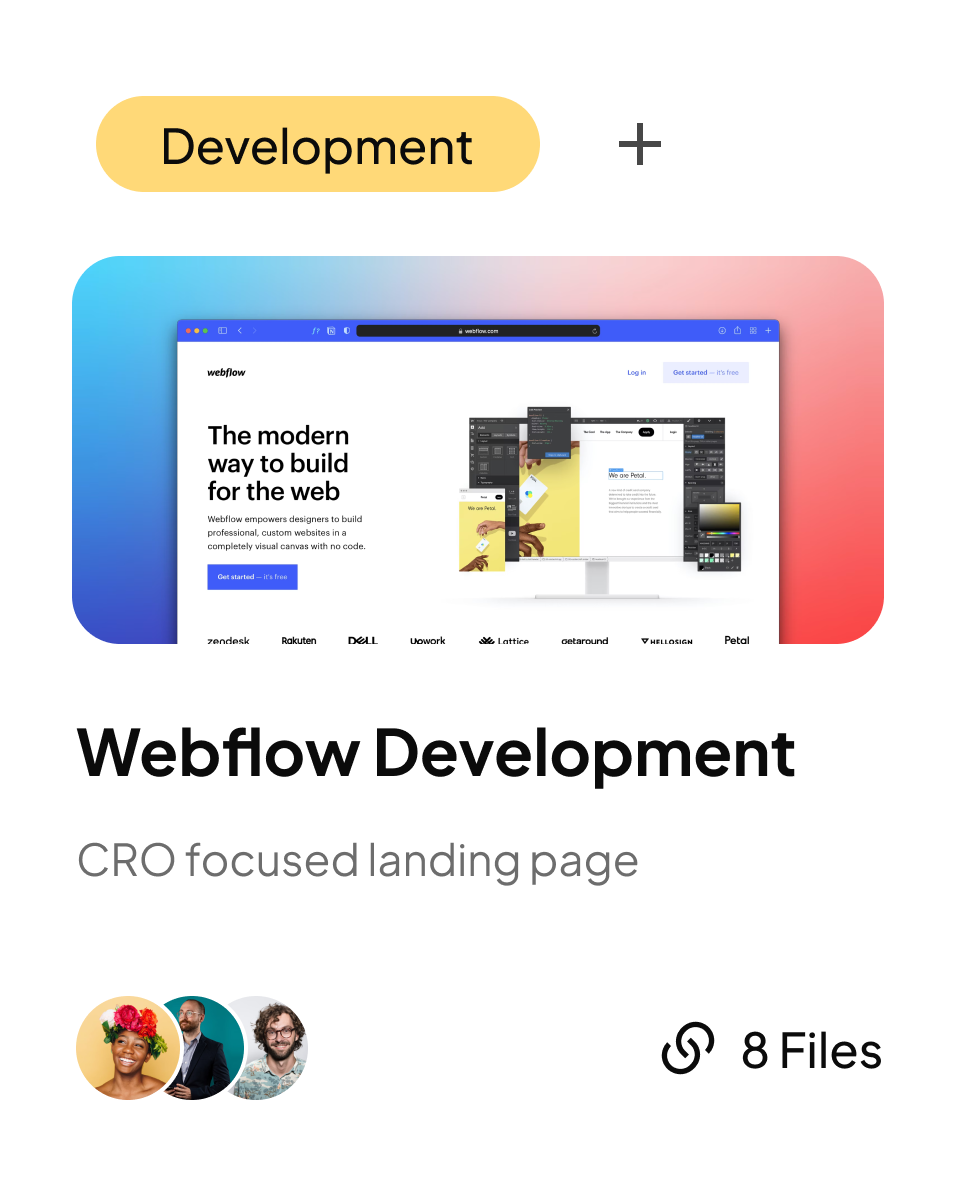 Development
webflow.com
webflow
Log in
Get started — it's free
The modern
way to build
for the web
Webflow empowers designers to build
professional, custom websites in a
completely visual canvas with no code.
Get started — it's free
We are Petal.
We are Petal.
zendesk
Rakuten
DELL
Upwork
Lattice
getaround
HELLOSIGN
Petal
Webflow Development
CRO focused landing page
8 Files